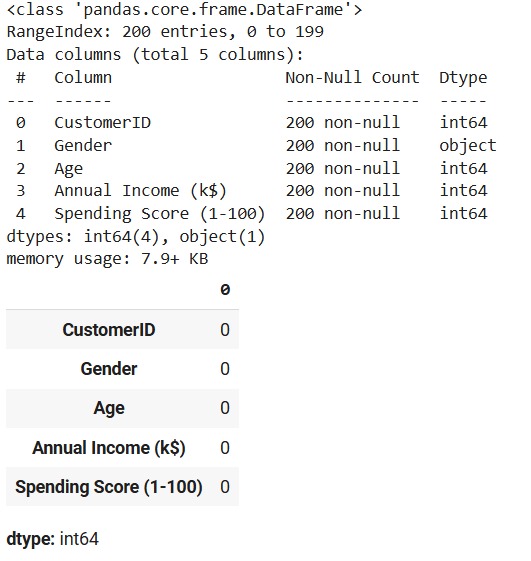 <class 'pandas.core.frame.DataFrame'>
RangeIndex: 200 entries, 0 to 199
Data columns (total 5 columns):
 #   Column                  Non-Null Count  Dtype
---  ------                  --------------  -----
 0   CustomerID              200 non-null    int64
 1   Gender                  200 non-null    object
 2   Age                     200 non-null    int64
 3   Annual Income (k$)      200 non-null    int64
 4   Spending Score (1-100)  200 non-null    int64
dtypes: int64(4), object(1)
memory usage: 7.9+ KB
0
CustomerID 0
Gender 0
Age 0
Annual Income (k$) 0
Spending Score (1-100) 0
dtype: int64